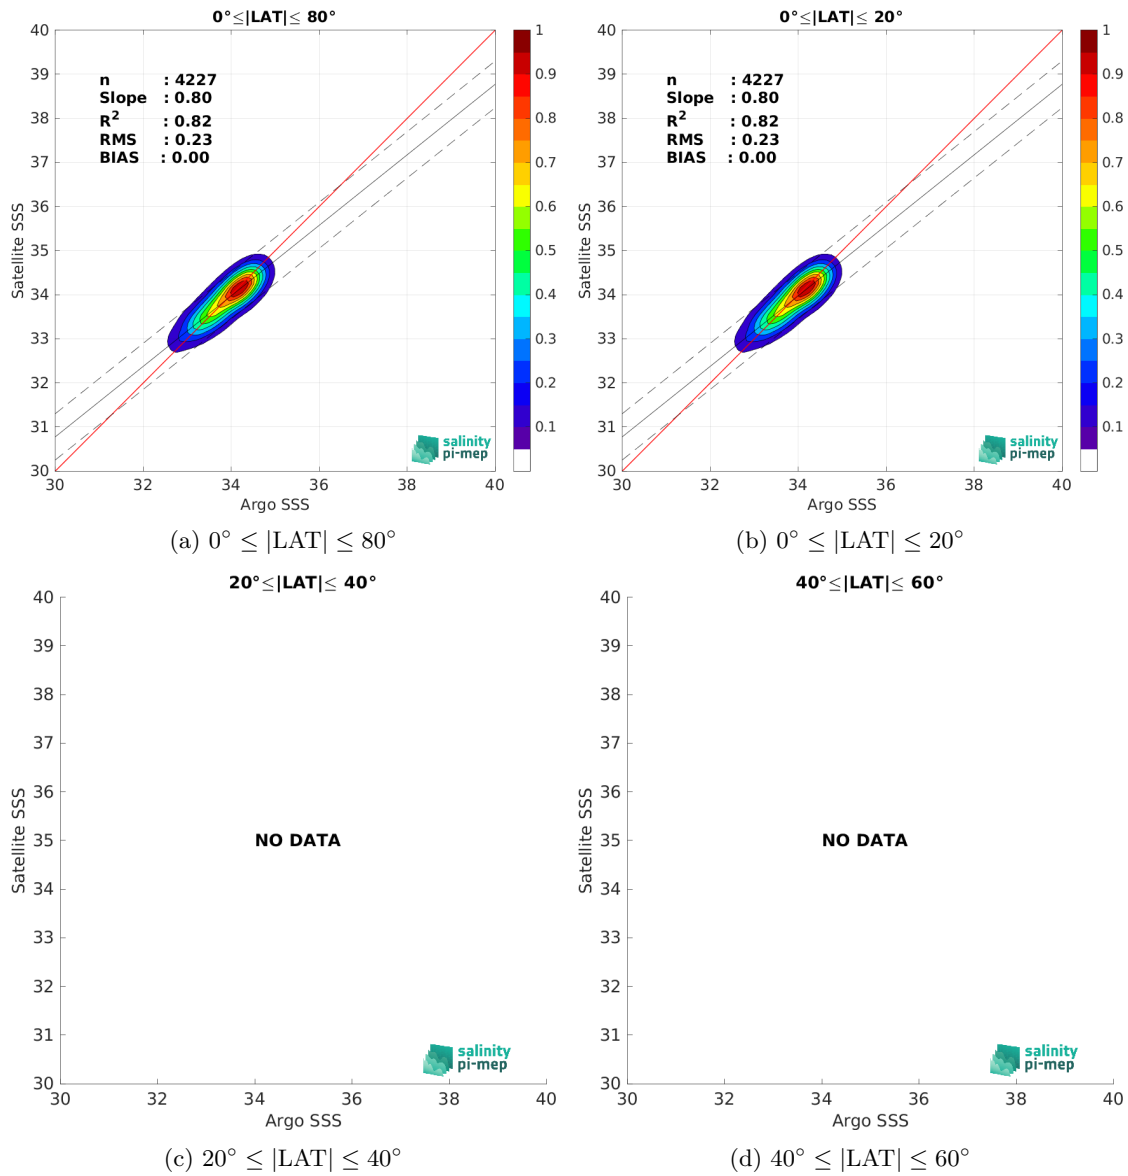 0°≤|LAT|≤ 80°
40
39
38
37
36
35
34
33
32
31
30
Satellite SSS
n : 4227
Slope : 0.80
R² : 0.82
RMS : 0.23
BIAS : 0.00
salinity
pi-mep
30 32 34 36 38 40
Argo SSS
1
0.9
0.8
0.7
0.6
0.5
0.4
0.3
0.2
0.1
(a) 0° ≤ |LAT| ≤ 80°
0°≤|LAT|≤ 20°
40
39
38
37
36
35
34
33
32
31
30
Satellite SSS
n : 4227
Slope : 0.80
R² : 0.82
RMS : 0.23
BIAS : 0.00
salinity
pi-mep
30 32 34 36 38 40
Argo SSS
1
0.9
0.8
0.7
0.6
0.5
0.4
0.3
0.2
0.1
(b) 0° ≤ |LAT| ≤ 20°
20°≤|LAT|≤ 40°
40
39
38
37
36
35
34
33
32
31
30
Satellite SSS
NO DATA
salinity
pi-mep
30 32 34 36 38 40
Argo SSS
(c) 20° ≤ |LAT| ≤ 40°
40°≤|LAT|≤ 60°
40
39
38
37
36
35
34
33
32
31
30
Satellite SSS
NO DATA
salinity
pi-mep
30 32 34 36 38 40
Argo SSS
(d) 40° ≤ |LAT| ≤ 60°